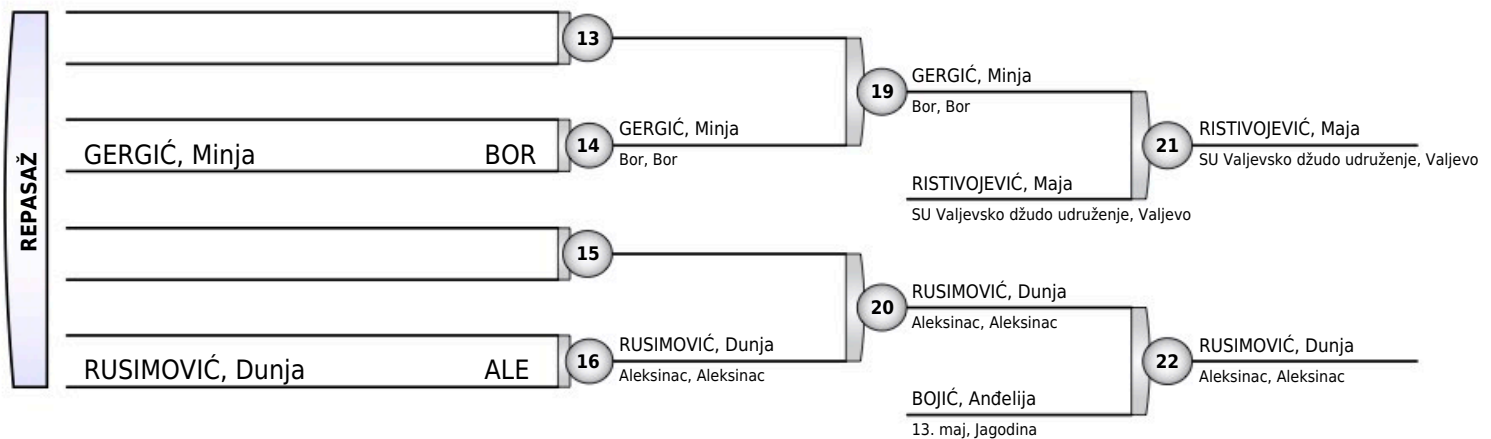 REPASAŽ
13
GERGIĆ, Minja BOR
14
GERGIĆ, Minja
Bor, Bor
19
GERGIĆ, Minja
Bor, Bor
RISTIVOJEVIĆ, Maja
SU Valjevsko džudo udruženje, Valjevo
21
RISTIVOJEVIĆ, Maja
SU Valjevsko džudo udruženje, Valjevo
15
RUSIMOVIĆ, Dunja ALE
16
RUSIMOVIĆ, Dunja
Aleksinac, Aleksinac
20
RUSIMOVIĆ, Dunja
Aleksinac, Aleksinac
BOJIĆ, Anđelija
13. maj, Jagodina
22
RUSIMOVIĆ, Dunja
Aleksinac, Aleksinac